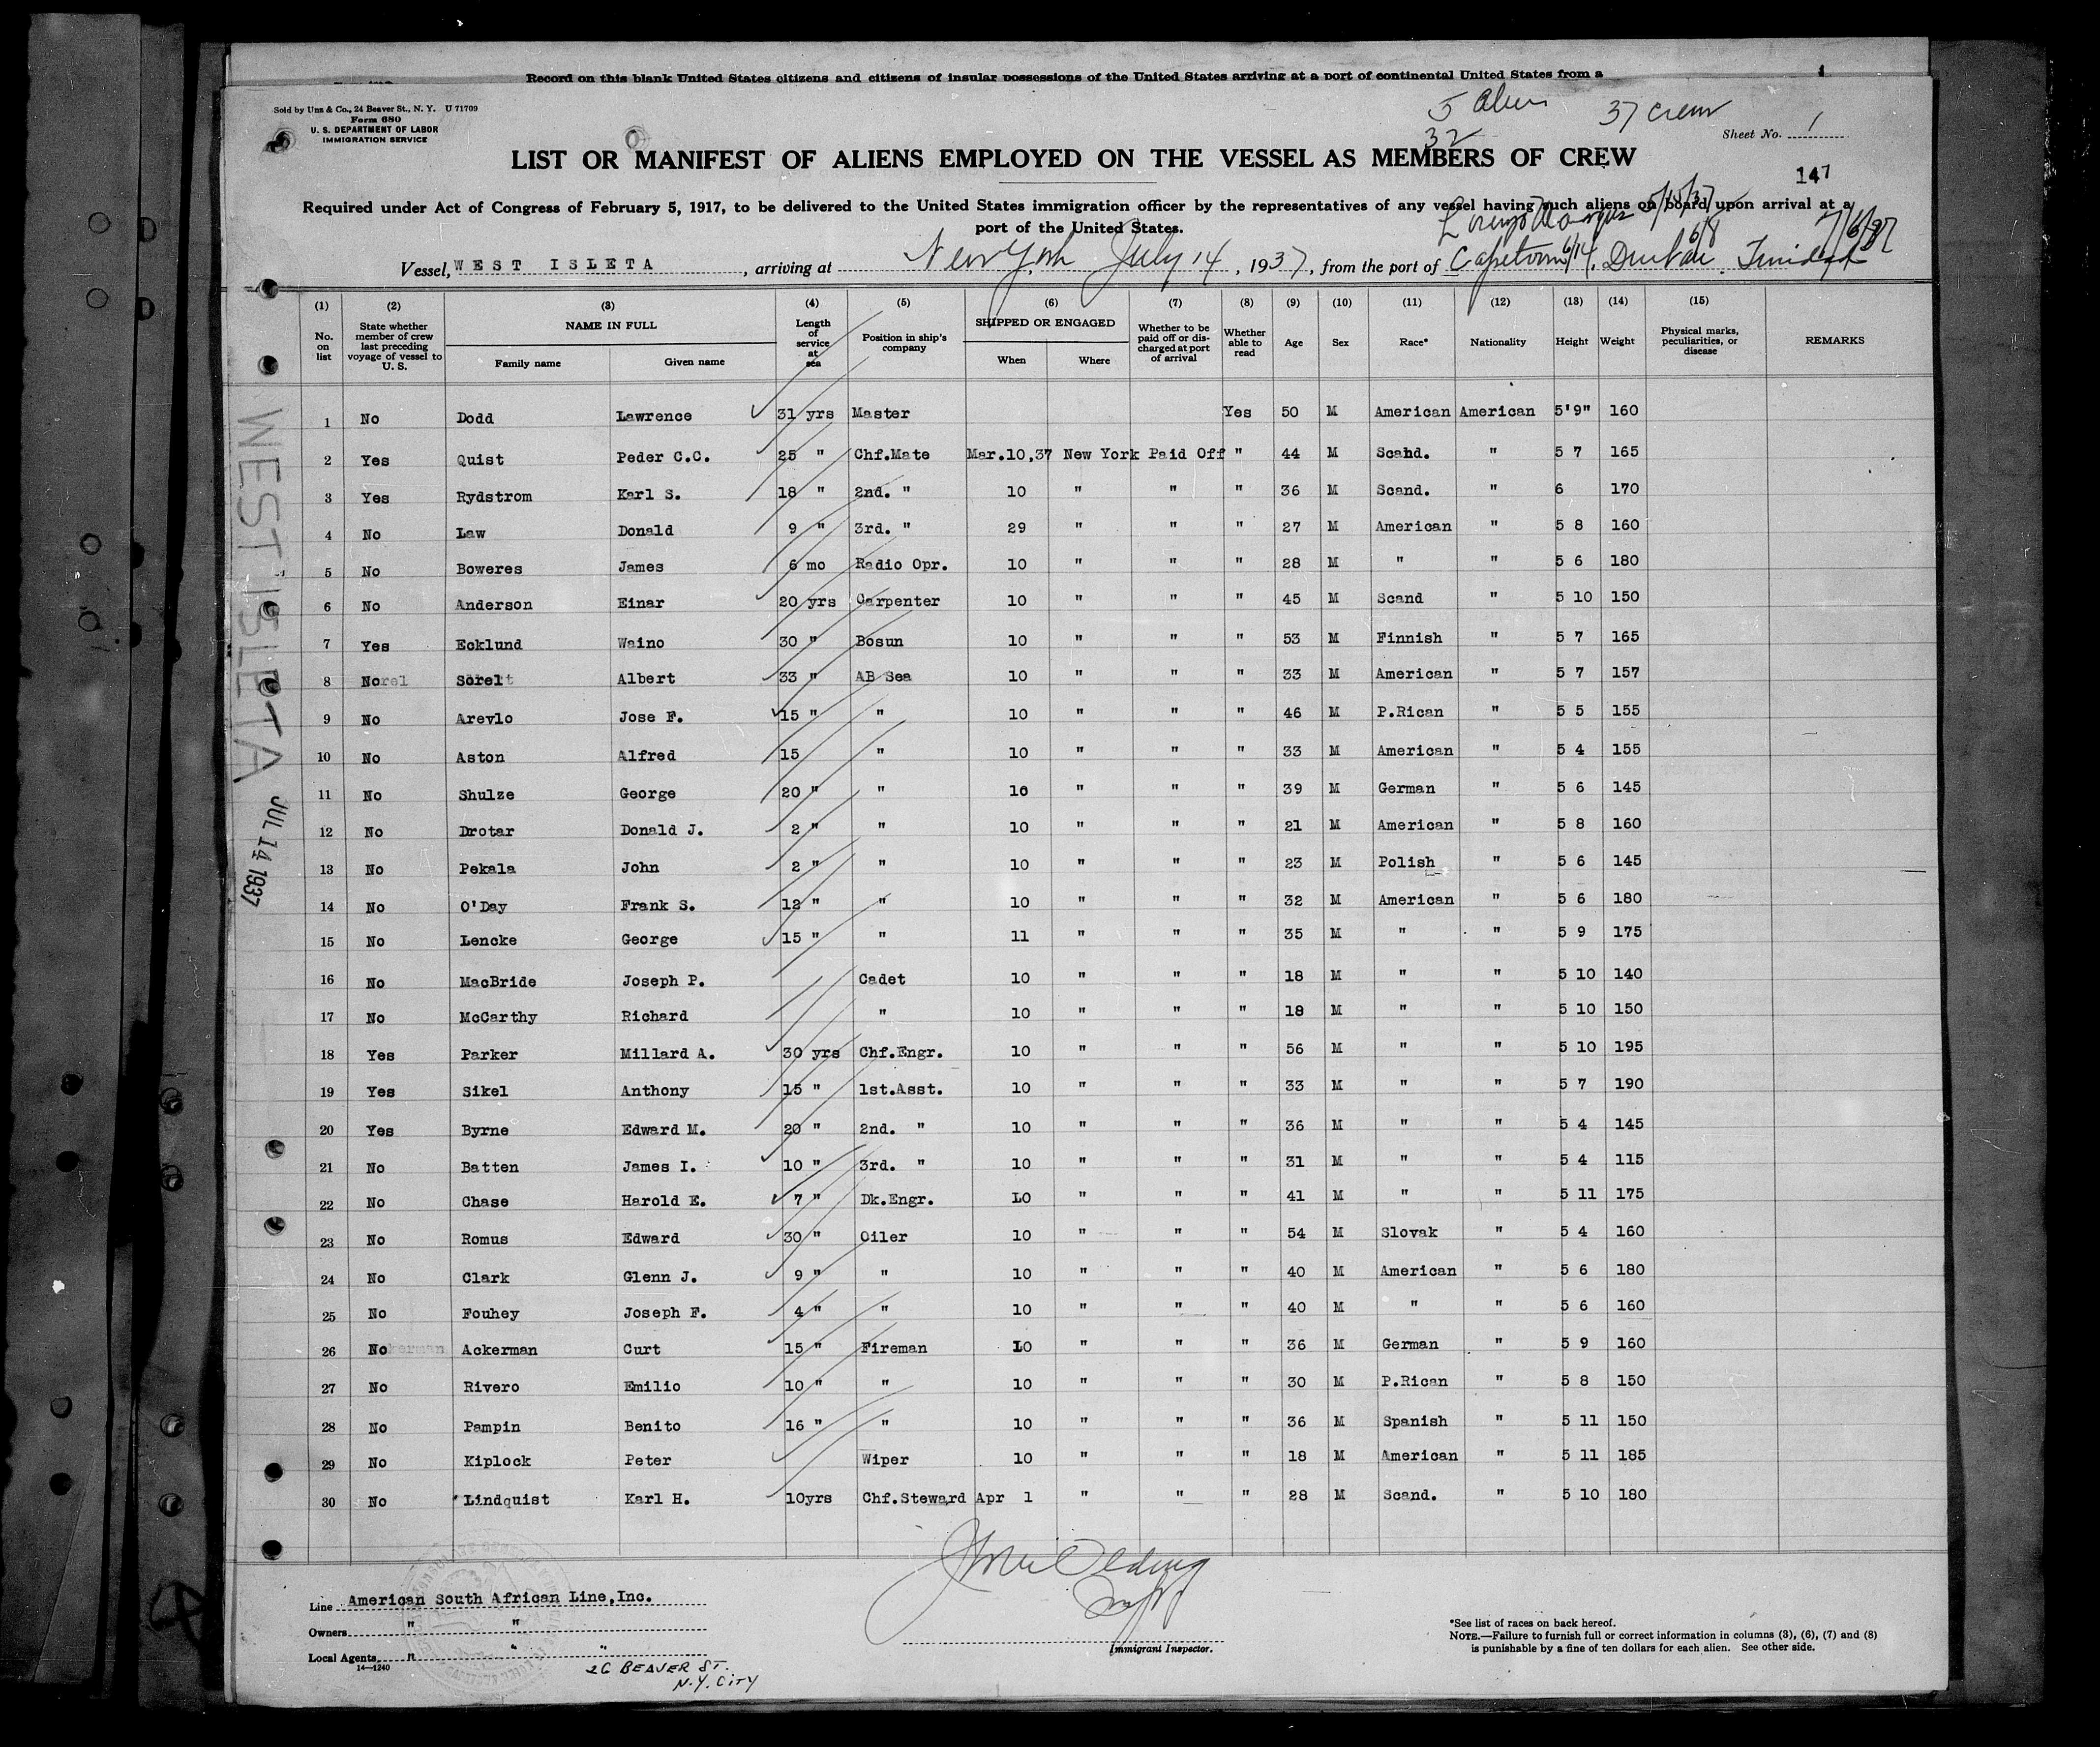 Record on this blank United States citizens and citizens of insular possessions of the United States arriving at a port of continental United States from a
Sold by Unz & Co., 24 Beaver St., N. Y. U 71709
Form 680
U. S. DEPARTMENT OF LABOR
IMMIGRATION SERVICE
5 Alien
32
37 crew
Sheet No. 1
LIST OR MANIFEST OF ALIENS EMPLOYED ON THE VESSEL AS MEMBERS OF CREW
147
Required under Act of Congress of February 5, 1917, to be delivered to the United States immigration officer by the representatives of any vessel having such aliens on board upon arrival at a
port of the United States.
Lorenzo Marques 5/15/37
Vessel, WEST ISLETA, arriving at New York July 14, 1937, from the port of Capetown 6/14, Durban 6/8, Trinidad 7/6/37
(1) (2) (3) (4) (5) (6) (7) (8) (9) (10) (11) (12) (13) (14) (15)
No. on list
State whether member of crew last preceding voyage of vessel to U. S.
NAME IN FULL
Family name
Given name
Length of service at sea
Position in ship's company
SHIPPED OR ENGAGED
When
Where
Whether to be paid off or discharged at port of arrival
Whether able to read
Age
Sex
Race*
Nationality
Height
Weight
Physical marks, peculiarities, or disease
REMARKS
1 No Dodd Lawrence 31 yrs Master Yes 50 M American American 5'9" 160
2 Yes Quist Peder C.C. 25 " Chf.Mate Mar.10,37 New York Paid Off " 44 M Scand. " 5 7 165
3 Yes Rydstrom Karl S. 18 " 2nd. " 10 " " " 36 M Scand. " 6 170
4 No Law Donald 9 " 3rd. " 29 " " " 27 M American " 5 8 160
5 No Boweres James 6 mo Radio Opr. 10 " " " 28 M " " 5 6 180
6 No Anderson Einar 20 yrs Carpenter 10 " " " 45 M Scand " 5 10 150
7 Yes Ecklund Waino 30 " Bosun 10 " " " 53 M Finnish " 5 7 165
8 No Sorel Albert 33 " AB Sea 10 " " " 33 M American " 5 7 157
9 No Arevlo Jose F. 15 " " 10 " " " 46 M P.Rican " 5 5 155
10 No Aston Alfred 15 " 10 " " " 33 M American " 5 4 155
11 No Shulze George 20 " " 10 " " " 39 M German " 5 6 145
12 No Drotar Donald J. 2 " " 10 " " " 21 M American " 5 8 160
13 No Pekala John 2 " " 10 " " " 23 M Polish " 5 6 145
14 No O'Day Frank S. 12 " " 10 " " " 32 M American " 5 6 180
15 No Lencke George 15 " " 11 " " " 35 M " " 5 9 175
16 No MacBride Joseph P. Cadet 10 " " " 18 M " " 5 10 140
17 No McCarthy Richard " 10 " " " 18 M " " 5 10 150
18 Yes Parker Millard A. 30 yrs Chf.Engr. 10 " " " 56 M " " 5 10 195
19 Yes Sikel Anthony 15 " 1st.Asst. 10 " " " 33 M " " 5 7 190
20 Yes Byrne Edward M. 20 " 2nd. " 10 " " " 36 M " " 5 4 145
21 No Batten James I. 10 " 3rd. " 10 " " " 31 M " " 5 4 115
22 No Chase Harold E. 7 " Dk.Engr. 10 " " " 41 M " " 5 11 175
23 No Romus Edward 30 " Oiler 10 " " " 54 M Slovak " 5 4 160
24 No Clark Glenn J. 9 " " 10 " " " 40 M American " 5 6 180
25 No Fouhey Joseph F. 4 " " 10 " " " 40 M " " 5 6 160
26 No Ackerman Curt 15 " Fireman 10 " " " 36 M German " 5 9 160
27 No Rivero Emilio 10 " " 10 " " " 30 M P.Rican " 5 8 150
28 No Pampin Benito 16 " " 10 " " " 36 M Spanish " 5 11 150
29 No Kiplock Peter Wiper 10 " " " 18 M American " 5 11 185
30 No Lindquist Karl H. 10yrs Chf.Steward Apr 1 " " " 28 M Scand. " 5 10 180
WEST ISLETA
JUL 14 1937
Line American South African Line,Inc.
Owners " "
Local Agents " " "
14—1240
26 BEAVER ST.
N.Y. CITY
Immigrant Inspector.
*See list of races on back hereof.
NOTE.—Failure to furnish full or correct information in columns (3), (6), (7) and (8)
is punishable by a fine of ten dollars for each alien. See other side.